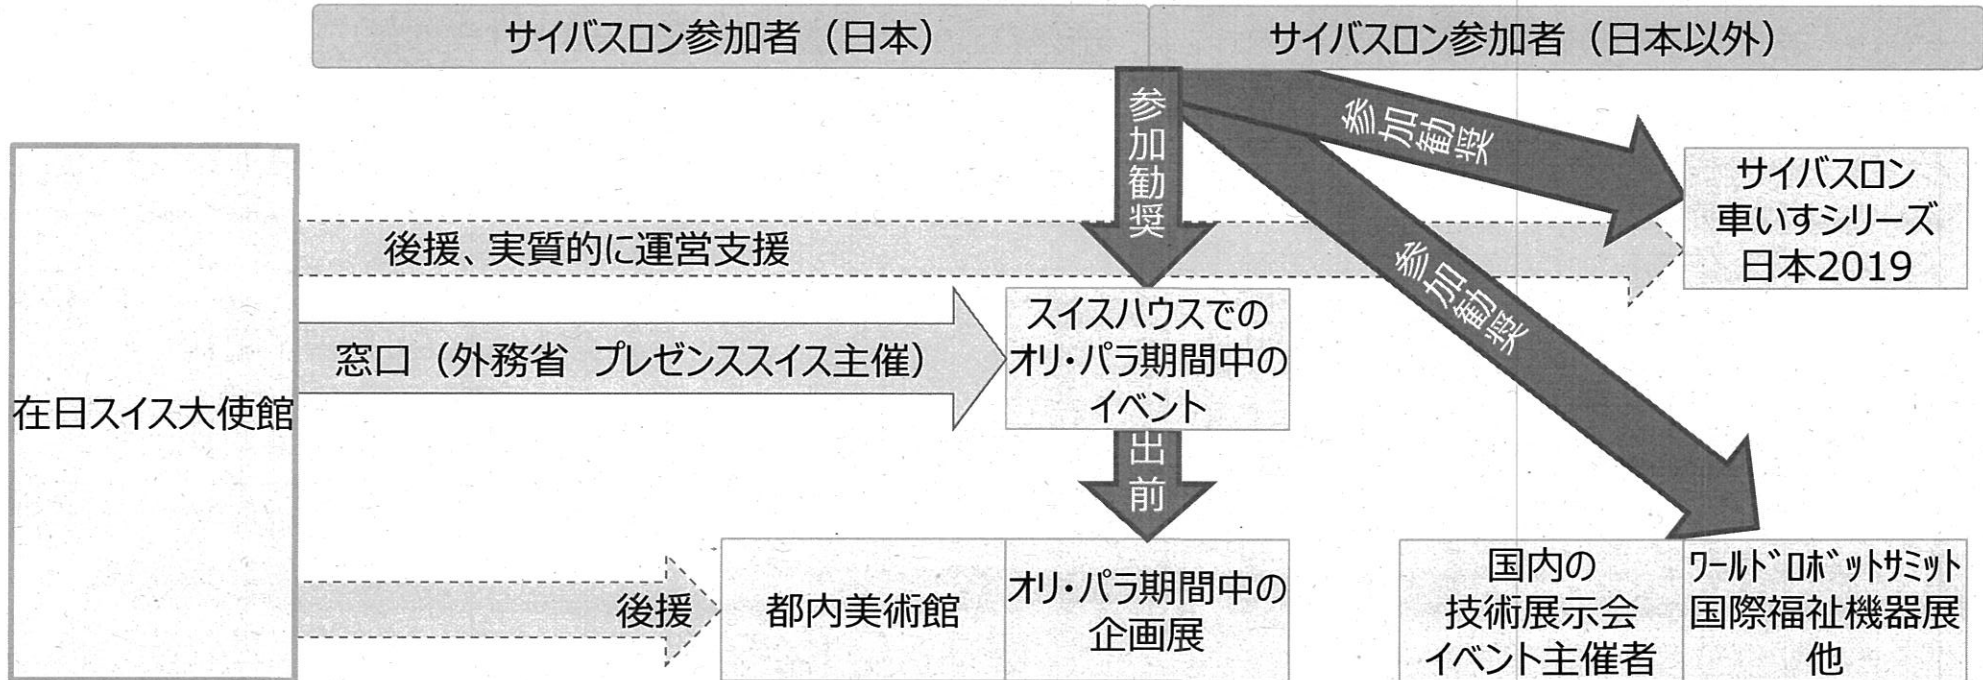 サイバスロン参加者（日本）
サイバスロン参加者（日本以外）
参加勧奨
参加勧奨
参加勧奨
在日スイス大使館
後援、実質的に運営支援
サイバスロン
車いすシリーズ
日本2019
窓口（外務省　プレゼンススイス主催）
スイスハウスでの
オリ・パラ期間中の
イベント
出前
後援
都内美術館
オリ・パラ期間中の
企画展
国内の
技術展示会
イベント主催者
ﾜｰﾙﾄﾞﾛﾎﾞｯﾄｻﾐｯﾄ
国際福祉機器展
他